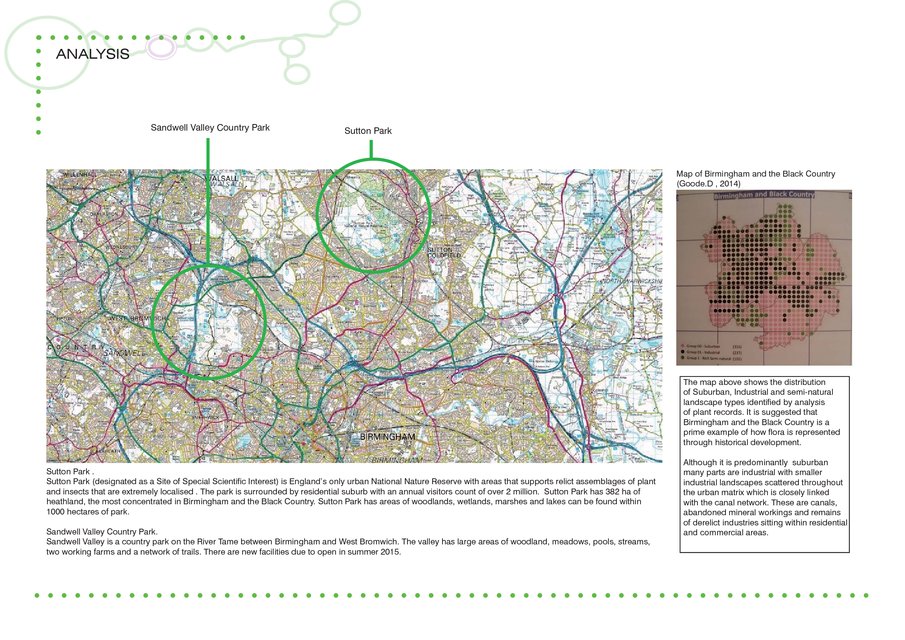 ANALYSIS
Sandwell Valley Country Park
Sutton Park
WALSALL
WALSALL
SUTTON
COLDFIELD
WEST BROMWICH
SANDWELL
BIRMINGHAM
BIRMINGHAM
Map of Birmingham and the Black Country
(Goode.D , 2014)
Birmingham and the Black Country
The map above shows the distribution
of Suburban, Industrial and semi-natural
landscape types identified by analysis
of plant records. It is suggested that
Birmingham and the Black Country is a
prime example of how flora is represented
through historical development.
Although it is predominantly suburban
many parts are industrial with smaller
industrial landscapes scattered throughout
the urban matrix which is closely linked
with the canal network. These are canals,
abandoned mineral workings and remains
of derelict industries sitting within residential
and commercial areas.
Sutton Park .
Sutton Park (designated as a Site of Special Scientific Interest) is England's only urban National Nature Reserve with areas that supports relict assemblages of plant
and insects that are extremely localised . The park is surrounded by residential suburb with an annual visitors count of over 2 million. Sutton Park has 382 ha of
heathland, the most concentrated in Birmingham and the Black Country. Sutton Park has areas of woodlands, wetlands, marshes and lakes can be found within
1000 hectares of park.
Sandwell Valley Country Park.
Sandwell Valley is a country park on the River Tame between Birmingham and West Bromwich. The valley has large areas of woodland, meadows, pools, streams,
two working farms and a network of trails. There are new facilities due to open in summer 2015.